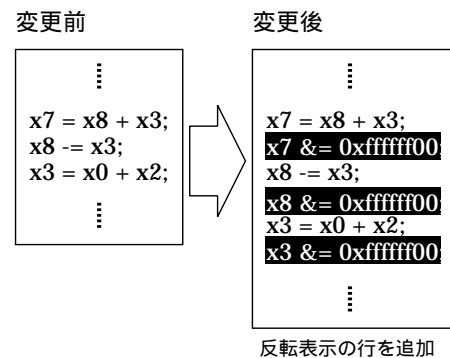 変更前
x7 = x8 + x3;
x8 -= x3;
x3 = x0 + x2;
変更後
x7 = x8 + x3;
x7 &= 0xffffff00;
x8 -= x3;
x8 &= 0xffffff00;
x3 = x0 + x2;
x3 &= 0xffffff00;
反転表示の行を追加